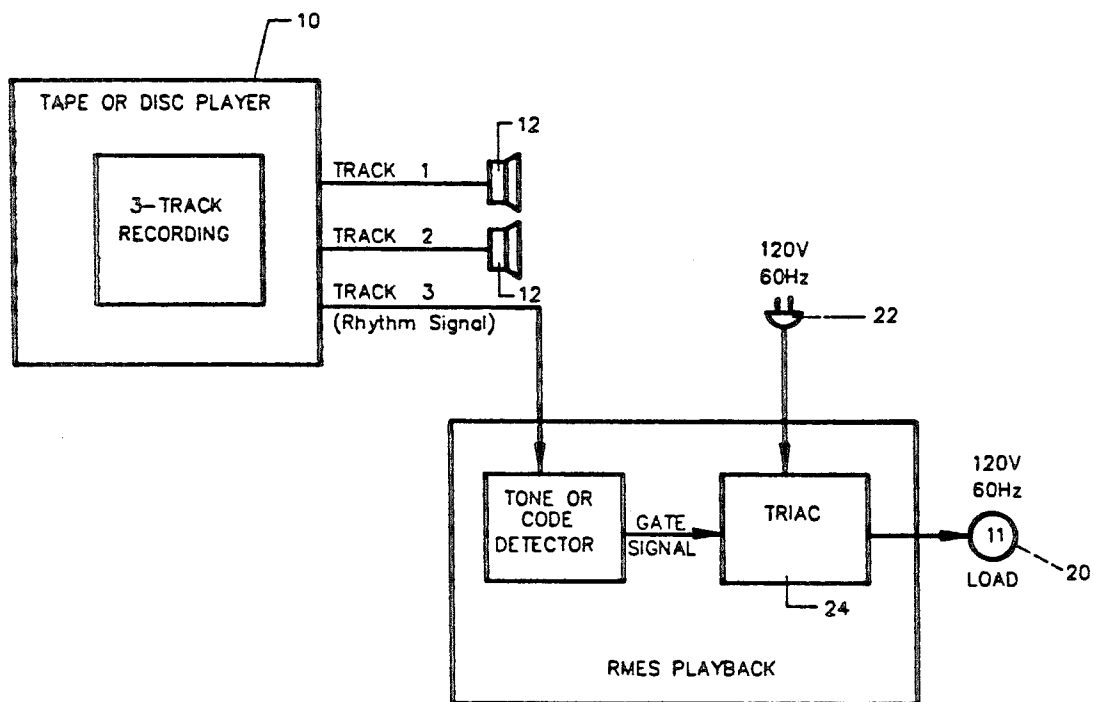 10
TAPE OR DISC PLAYER
3-TRACK
RECORDING
TRACK 1
12
TRACK 2
12
TRACK 3
(Rhythm Signal)
120V
60Hz
22
TONE OR
CODE
DETECTOR
GATE
SIGNAL
TRIAC
24
120V
60Hz
11
LOAD
20
RMES PLAYBACK